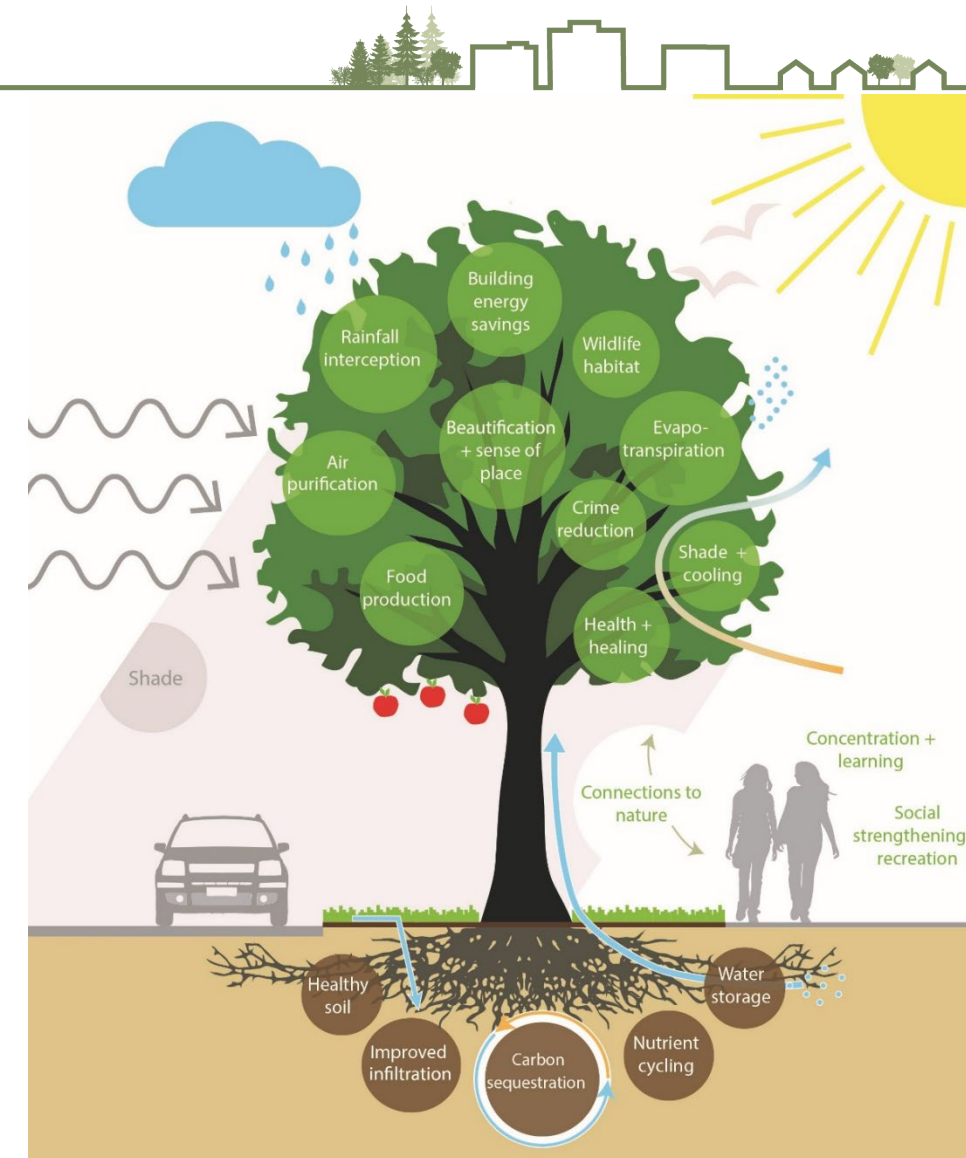 Building
energy
savings
Rainfall
interception
Wildlife
habitat
Beautification
+ sense of
place
Evapo-
transpiration
Air
purification
Crime
reduction
Shade +
cooling
Food
production
Health +
healing
Shade
Concentration +
learning
Connections to
nature
Social
strengthening
recreation
Healthy
soil
Water
storage
Improved
infiltration
Carbon
sequestration
Nutrient
cycling